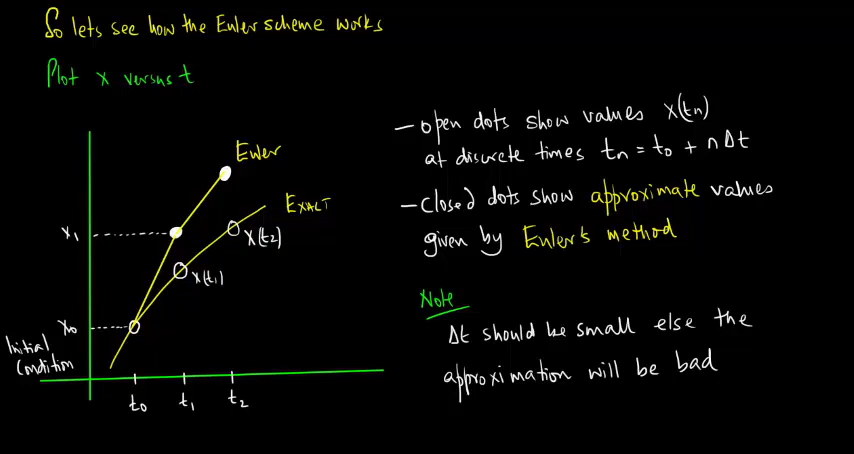 So lets see how the Euler scheme works
Plot x versus t
Euler
Exact
x₁
x(t₂)
x(t₁)
x₀
Initial
Condition
t₀ t₁ t₂
– open dots show values x(tₙ)
at discrete times tₙ = t₀ + nΔt
– closed dots show approximate values
given by Euler's method
Note
Δt should be small else the
approximation will be bad